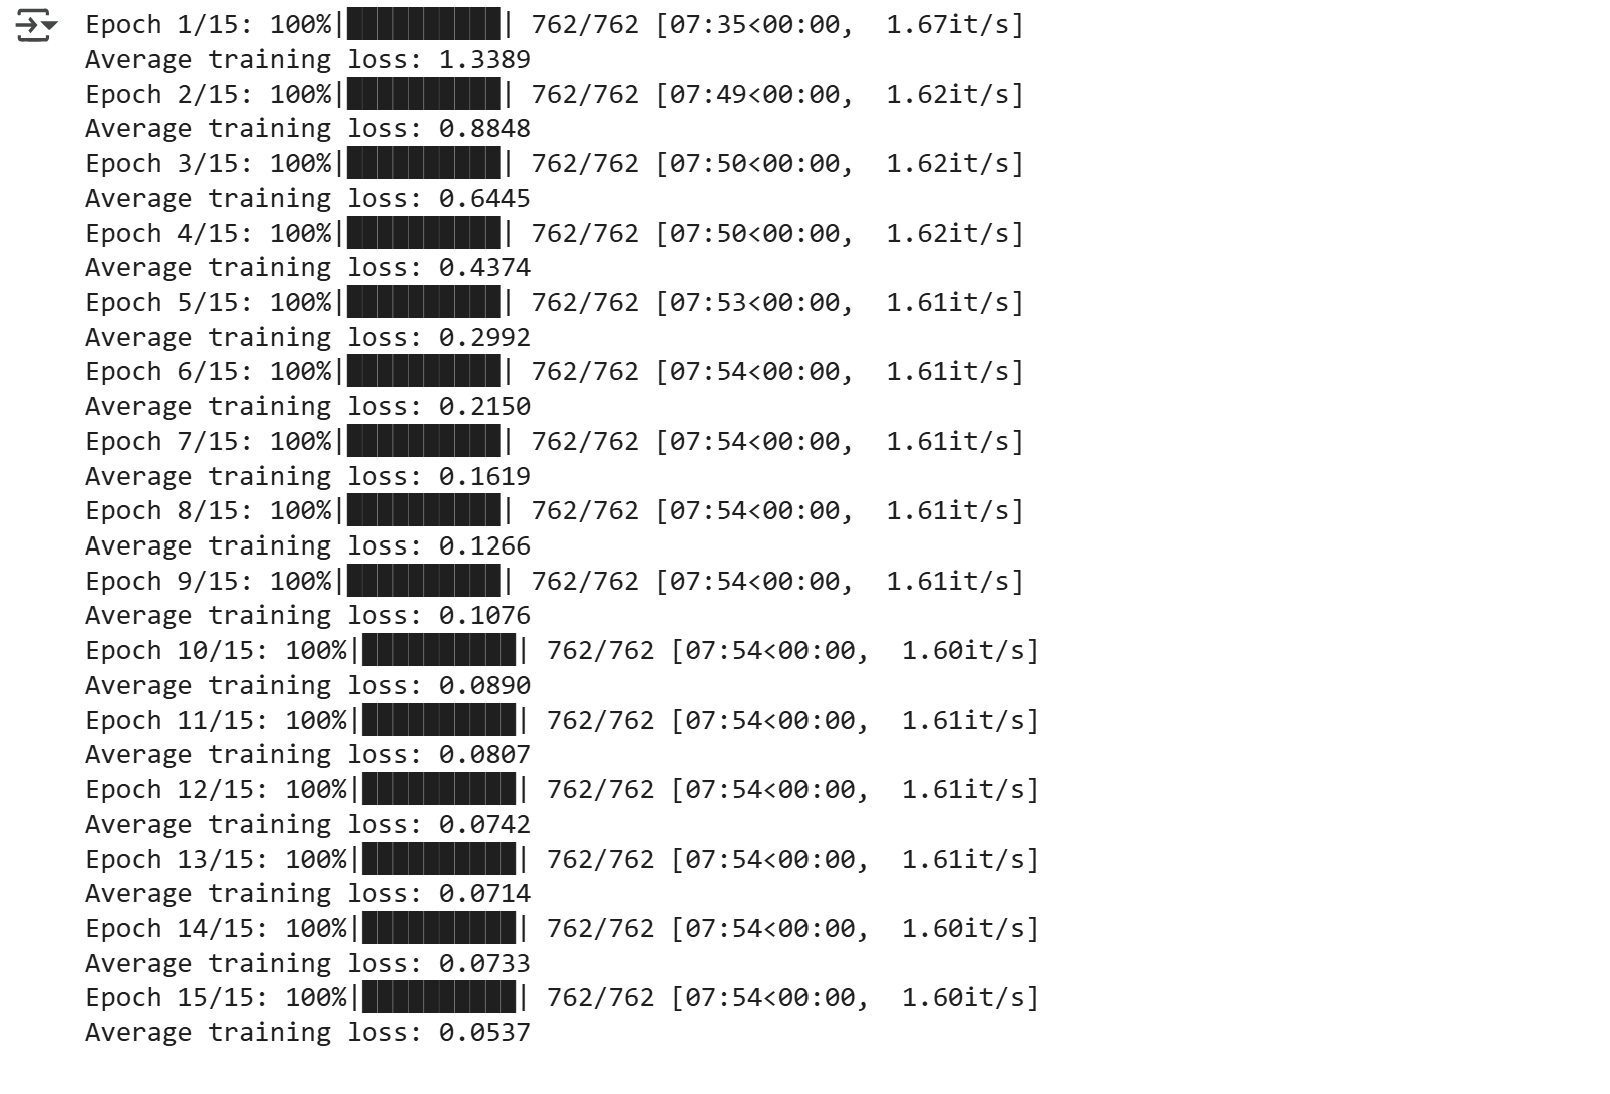 Epoch 1/15: 100%|██████████| 762/762 [07:35<00:00,  1.67it/s]
Average training loss: 1.3389
Epoch 2/15: 100%|██████████| 762/762 [07:49<00:00,  1.62it/s]
Average training loss: 0.8848
Epoch 3/15: 100%|██████████| 762/762 [07:50<00:00,  1.62it/s]
Average training loss: 0.6445
Epoch 4/15: 100%|██████████| 762/762 [07:50<00:00,  1.62it/s]
Average training loss: 0.4374
Epoch 5/15: 100%|██████████| 762/762 [07:53<00:00,  1.61it/s]
Average training loss: 0.2992
Epoch 6/15: 100%|██████████| 762/762 [07:54<00:00,  1.61it/s]
Average training loss: 0.2150
Epoch 7/15: 100%|██████████| 762/762 [07:54<00:00,  1.61it/s]
Average training loss: 0.1619
Epoch 8/15: 100%|██████████| 762/762 [07:54<00:00,  1.61it/s]
Average training loss: 0.1266
Epoch 9/15: 100%|██████████| 762/762 [07:54<00:00,  1.61it/s]
Average training loss: 0.1076
Epoch 10/15: 100%|██████████| 762/762 [07:54<00:00,  1.60it/s]
Average training loss: 0.0890
Epoch 11/15: 100%|██████████| 762/762 [07:54<00:00,  1.61it/s]
Average training loss: 0.0807
Epoch 12/15: 100%|██████████| 762/762 [07:54<00:00,  1.61it/s]
Average training loss: 0.0742
Epoch 13/15: 100%|██████████| 762/762 [07:54<00:00,  1.61it/s]
Average training loss: 0.0714
Epoch 14/15: 100%|██████████| 762/762 [07:54<00:00,  1.60it/s]
Average training loss: 0.0733
Epoch 15/15: 100%|██████████| 762/762 [07:54<00:00,  1.60it/s]
Average training loss: 0.0537